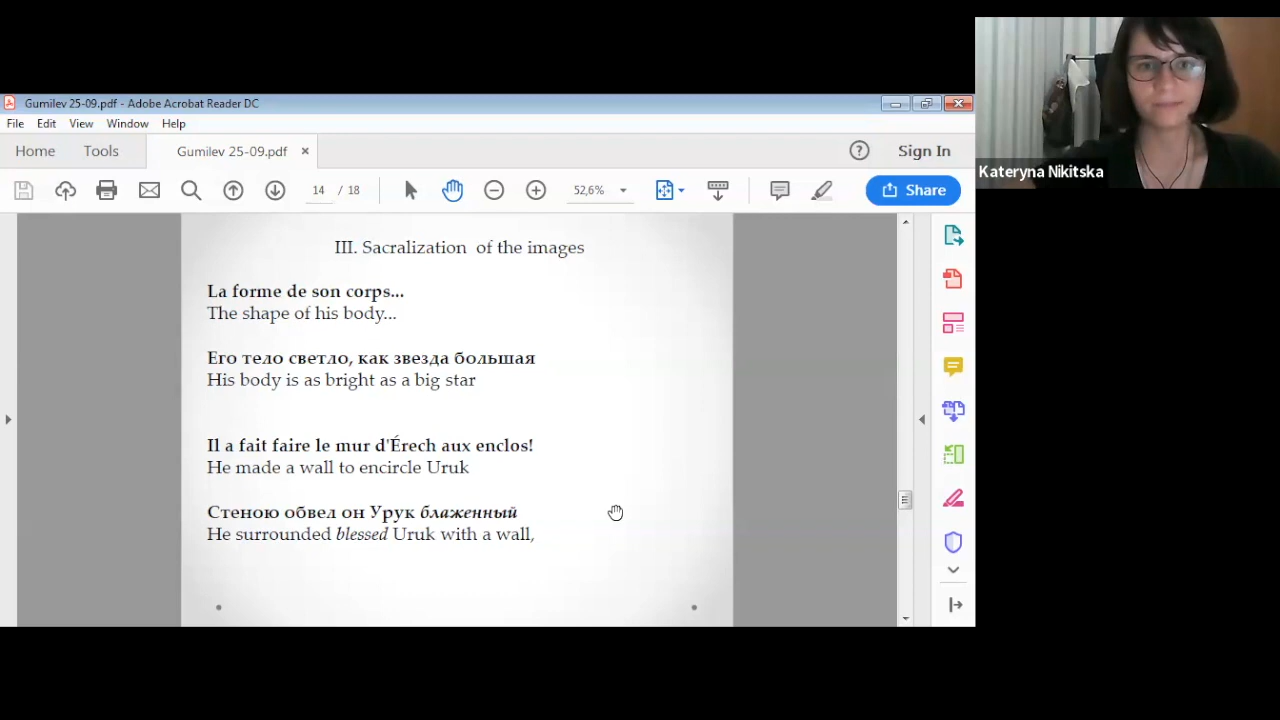 Gumilev 25-09.pdf - Adobe Acrobat Reader DC
File Edit View Window Help
Home Tools Gumilev 25-09.pdf × ? Sign In
14 / 18 52,6% Share
Kateryna Nikitska
III. Sacralization of the images
La forme de son corps...
The shape of his body...
Его тело светло, как звезда большая
His body is as bright as a big star
Il a fait faire le mur d'Érech aux enclos!
He made a wall to encircle Uruk
Стеною обвел он Урук блаженный
He surrounded blessed Uruk with a wall,